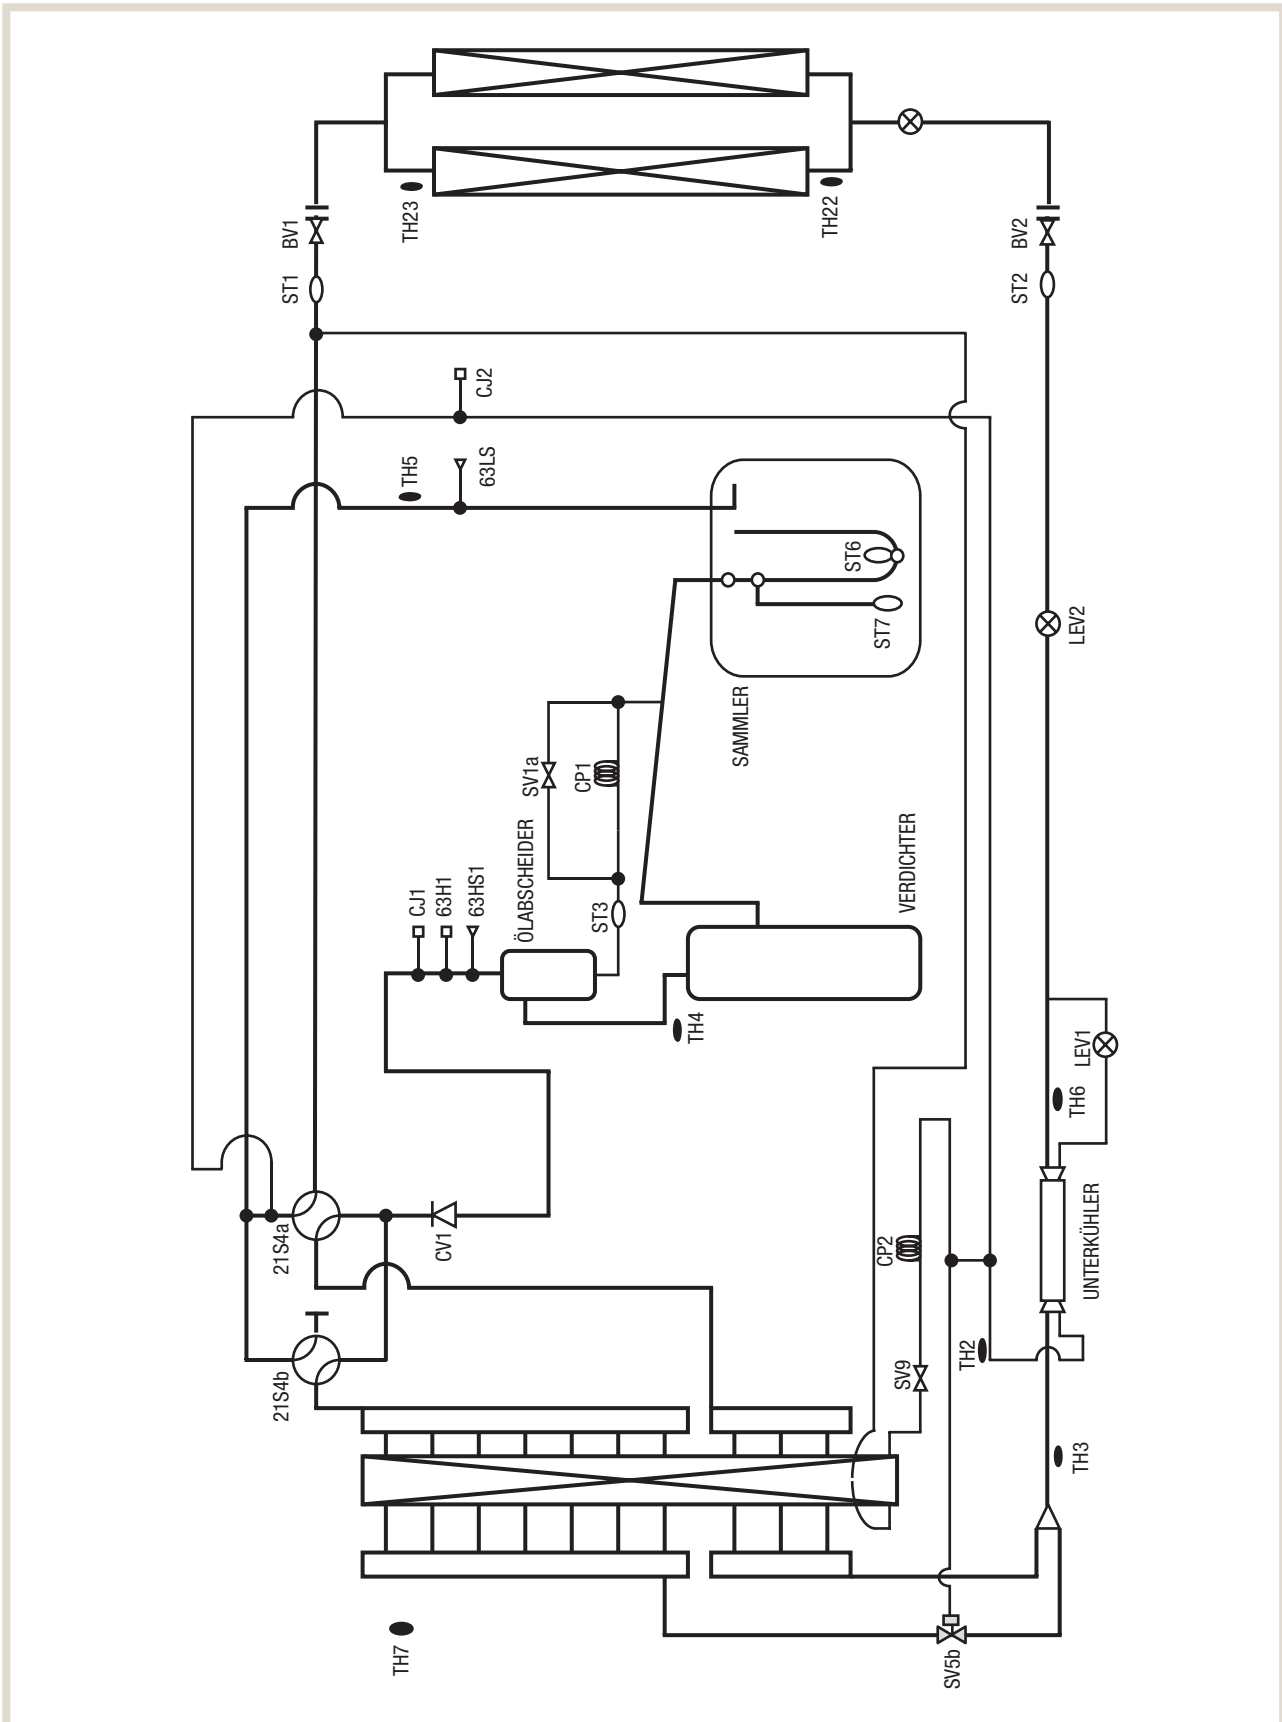 TH23
TH22
BV1
BV2
ST1
ST2
CJ2
TH5
63LS
ST6
ST7
LEV2
SAMMLER
SV1a
CP1
ÖLABSCHEIDER
VERDICHTER
CJ1
63H1
63HS1
ST3
TH4
LEV1
TH6
21S4a
CV1
CP2
UNTERKÜHLER
21S4b
SV9
TH2
TH3
TH7
SV5b